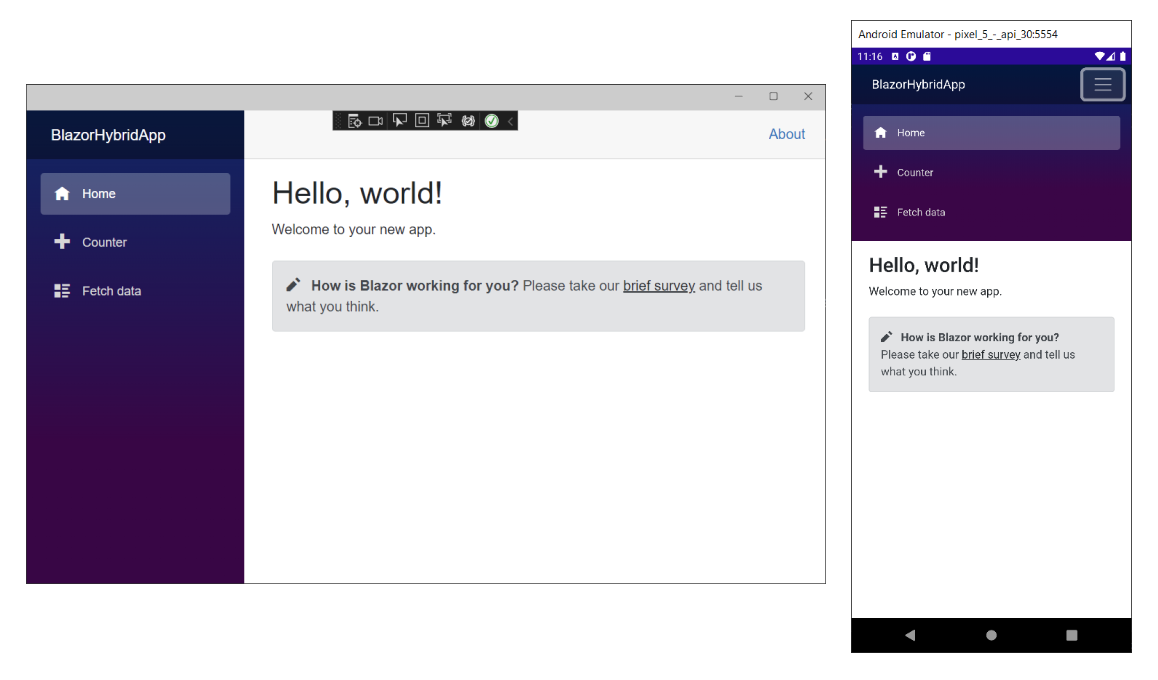 BlazorHybridApp
About
Home
Counter
Fetch data
Hello, world!
Welcome to your new app.
How is Blazor working for you? Please take our brief survey and tell us
what you think.
Android Emulator - pixel_5_-_api_30:5554
11:16
BlazorHybridApp
Home
Counter
Fetch data
Hello, world!
Welcome to your new app.
How is Blazor working for you?
Please take our brief survey and tell us
what you think.